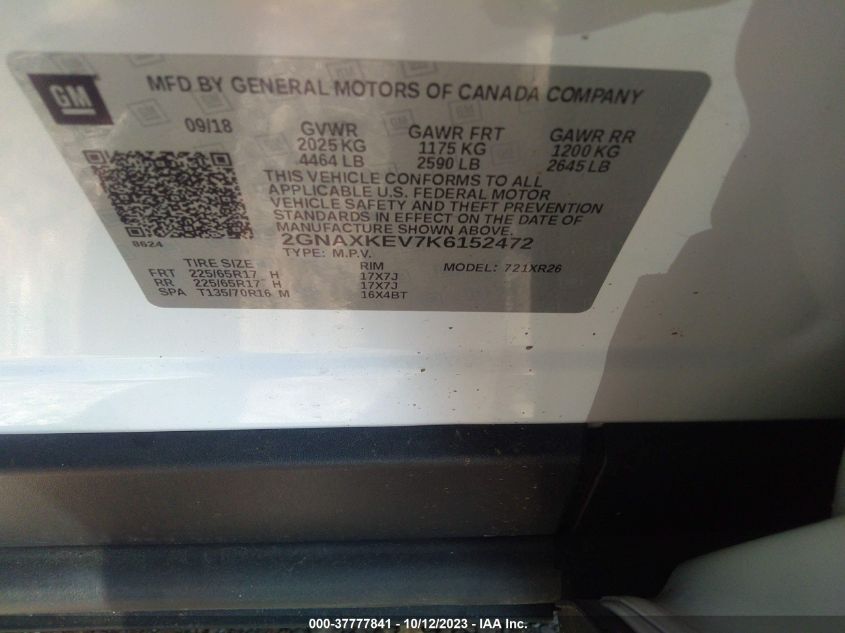 GM
MFD BY GENERAL MOTORS OF CANADA COMPANY
09/18 GVWR GAWR FRT GAWR RR
2025 KG 1175 KG 1200 KG
4464 LB 2590 LB 2645 LB
THIS VEHICLE CONFORMS TO ALL
APPLICABLE U.S. FEDERAL MOTOR
VEHICLE SAFETY AND THEFT PREVENTION
STANDARDS IN EFFECT ON THE DATE OF
MANUFACTURE SHOWN ABOVE.
8624
2GNAXKEV7K6152472
TYPE: M.P.V.
TIRE SIZE RIM MODEL: 721XR26
FRT 225/65R17 H 17X7J
RR 225/65R17 H 17X7J
SPA T135/70R16 M 16X4BT
000-37777841 - 10/12/2023 - IAA Inc.